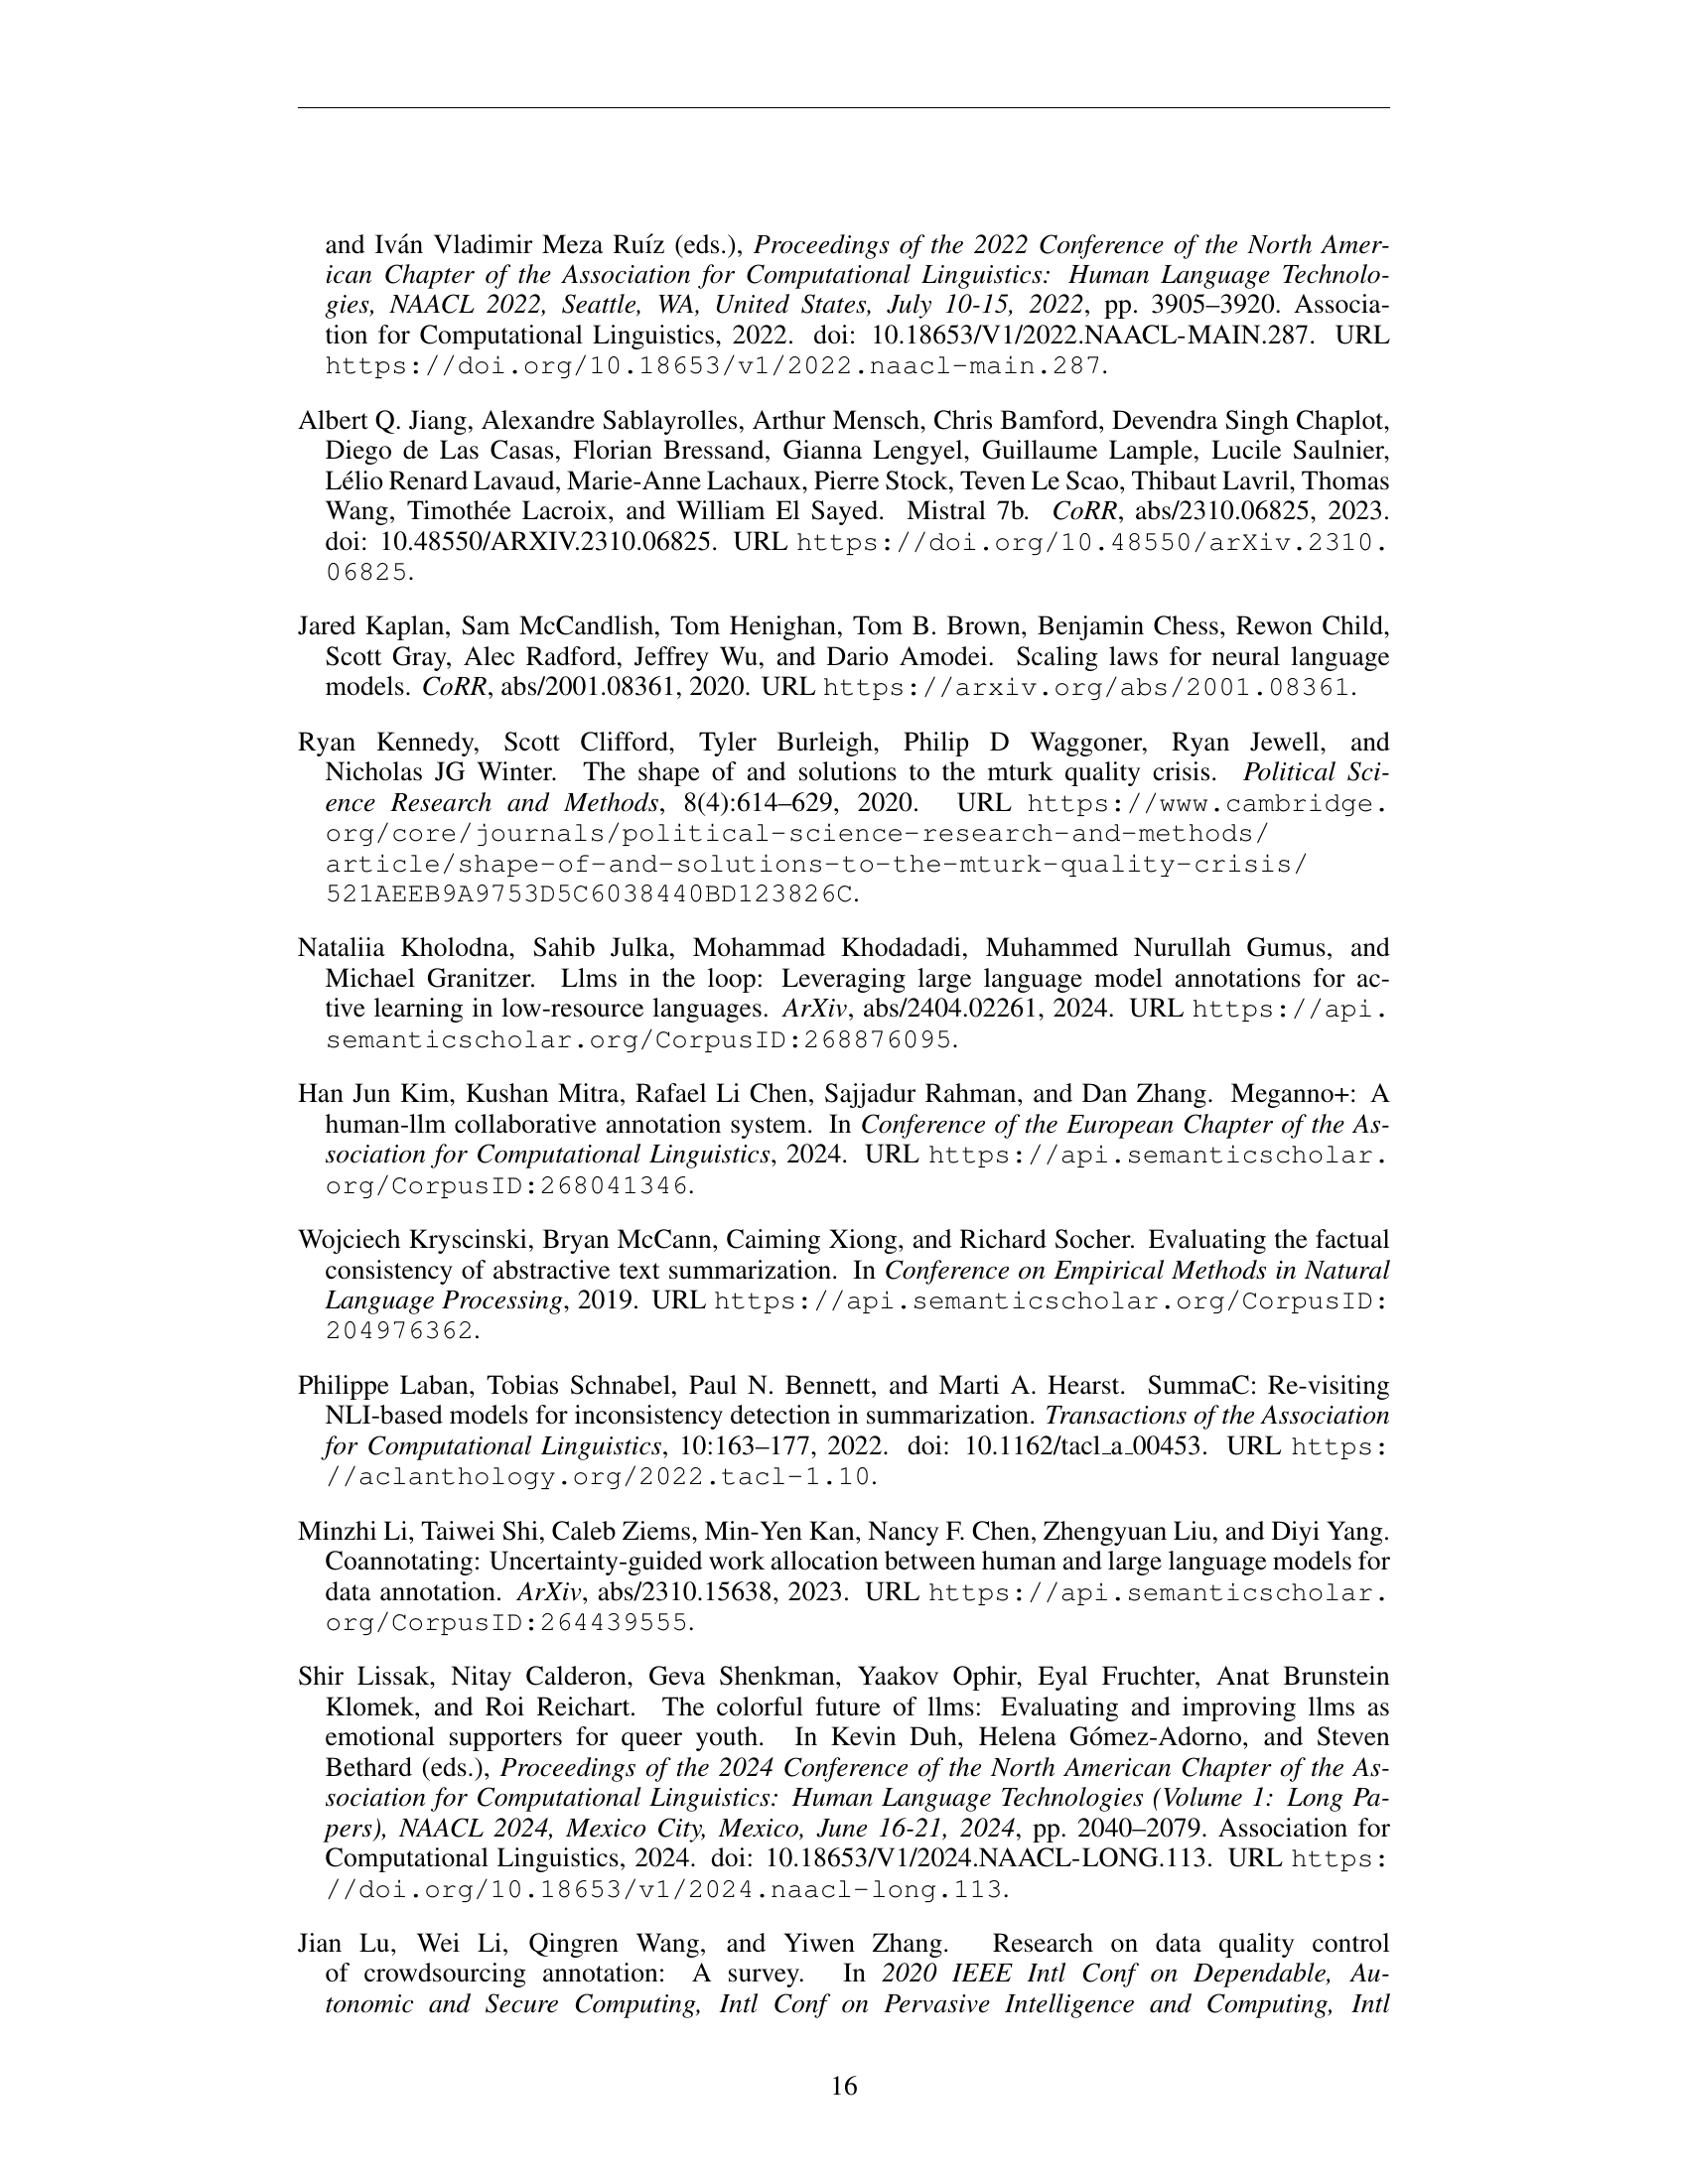 and Iván Vladimir Meza Ruíz (eds.), Proceedings of the 2022 Conference of the North Amer-
ican Chapter of the Association for Computational Linguistics: Human Language Technolo-
gies, NAACL 2022, Seattle, WA, United States, July 10-15, 2022, pp. 3905–3920. Associa-
tion for Computational Linguistics, 2022. doi: 10.18653/V1/2022.NAACL-MAIN.287. URL
https://doi.org/10.18653/v1/2022.naacl-main.287.
Albert Q. Jiang, Alexandre Sablayrolles, Arthur Mensch, Chris Bamford, Devendra Singh Chaplot,
Diego de Las Casas, Florian Bressand, Gianna Lengyel, Guillaume Lample, Lucile Saulnier,
Lélio Renard Lavaud, Marie-Anne Lachaux, Pierre Stock, Teven Le Scao, Thibaut Lavril, Thomas
Wang, Timothée Lacroix, and William El Sayed. Mistral 7b. CoRR, abs/2310.06825, 2023.
doi: 10.48550/ARXIV.2310.06825. URL https://doi.org/10.48550/arXiv.2310.
06825.
Jared Kaplan, Sam McCandlish, Tom Henighan, Tom B. Brown, Benjamin Chess, Rewon Child,
Scott Gray, Alec Radford, Jeffrey Wu, and Dario Amodei. Scaling laws for neural language
models. CoRR, abs/2001.08361, 2020. URL https://arxiv.org/abs/2001.08361.
Ryan Kennedy, Scott Clifford, Tyler Burleigh, Philip D Waggoner, Ryan Jewell, and
Nicholas JG Winter. The shape of and solutions to the mturk quality crisis. Political Sci-
ence Research and Methods, 8(4):614–629, 2020. URL https://www.cambridge.
org/core/journals/political-science-research-and-methods/
article/shape-of-and-solutions-to-the-mturk-quality-crisis/
521AEEB9A9753D5C6038440BD123826C.
Nataliia Kholodna, Sahib Julka, Mohammad Khodadadi, Muhammed Nurullah Gumus, and
Michael Granitzer. Llms in the loop: Leveraging large language model annotations for ac-
tive learning in low-resource languages. ArXiv, abs/2404.02261, 2024. URL https://api.
semanticscholar.org/CorpusID:268876095.
Han Jun Kim, Kushan Mitra, Rafael Li Chen, Sajjadur Rahman, and Dan Zhang. Meganno+: A
human-llm collaborative annotation system. In Conference of the European Chapter of the As-
sociation for Computational Linguistics, 2024. URL https://api.semanticscholar.
org/CorpusID:268041346.
Wojciech Kryscinski, Bryan McCann, Caiming Xiong, and Richard Socher. Evaluating the factual
consistency of abstractive text summarization. In Conference on Empirical Methods in Natural
Language Processing, 2019. URL https://api.semanticscholar.org/CorpusID:
204976362.
Philippe Laban, Tobias Schnabel, Paul N. Bennett, and Marti A. Hearst. SummaC: Re-visiting
NLI-based models for inconsistency detection in summarization. Transactions of the Association
for Computational Linguistics, 10:163–177, 2022. doi: 10.1162/tacl_a_00453. URL https:
//aclanthology.org/2022.tacl-1.10.
Minzhi Li, Taiwei Shi, Caleb Ziems, Min-Yen Kan, Nancy F. Chen, Zhengyuan Liu, and Diyi Yang.
Coannotating: Uncertainty-guided work allocation between human and large language models for
data annotation. ArXiv, abs/2310.15638, 2023. URL https://api.semanticscholar.
org/CorpusID:264439555.
Shir Lissak, Nitay Calderon, Geva Shenkman, Yaakov Ophir, Eyal Fruchter, Anat Brunstein
Klomek, and Roi Reichart. The colorful future of llms: Evaluating and improving llms as
emotional supporters for queer youth. In Kevin Duh, Helena Gómez-Adorno, and Steven
Bethard (eds.), Proceedings of the 2024 Conference of the North American Chapter of the As-
sociation for Computational Linguistics: Human Language Technologies (Volume 1: Long Pa-
pers), NAACL 2024, Mexico City, Mexico, June 16-21, 2024, pp. 2040–2079. Association for
Computational Linguistics, 2024. doi: 10.18653/V1/2024.NAACL-LONG.113. URL https:
//doi.org/10.18653/v1/2024.naacl-long.113.
Jian Lu, Wei Li, Qingren Wang, and Yiwen Zhang. Research on data quality control
of crowdsourcing annotation: A survey. In 2020 IEEE Intl Conf on Dependable, Au-
tonomic and Secure Computing, Intl Conf on Pervasive Intelligence and Computing, Intl
16